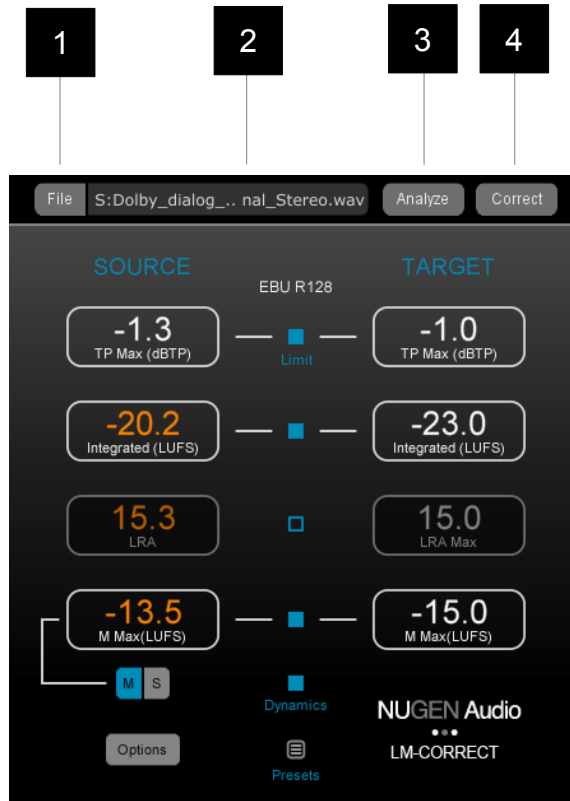 1 2 3 4
File S:Dolby_dialog_.. nal_Stereo.wav Analyze Correct
SOURCE TARGET
EBU R128
-1.3 -1.0
TP Max (dBTP) TP Max (dBTP)
Limit
-20.2 -23.0
Integrated (LUFS) Integrated (LUFS)
15.3 15.0
LRA LRA Max
-13.5 -15.0
M Max(LUFS) M Max(LUFS)
M S
Dynamics
NUGEN Audio
Options LM-CORRECT
Presets